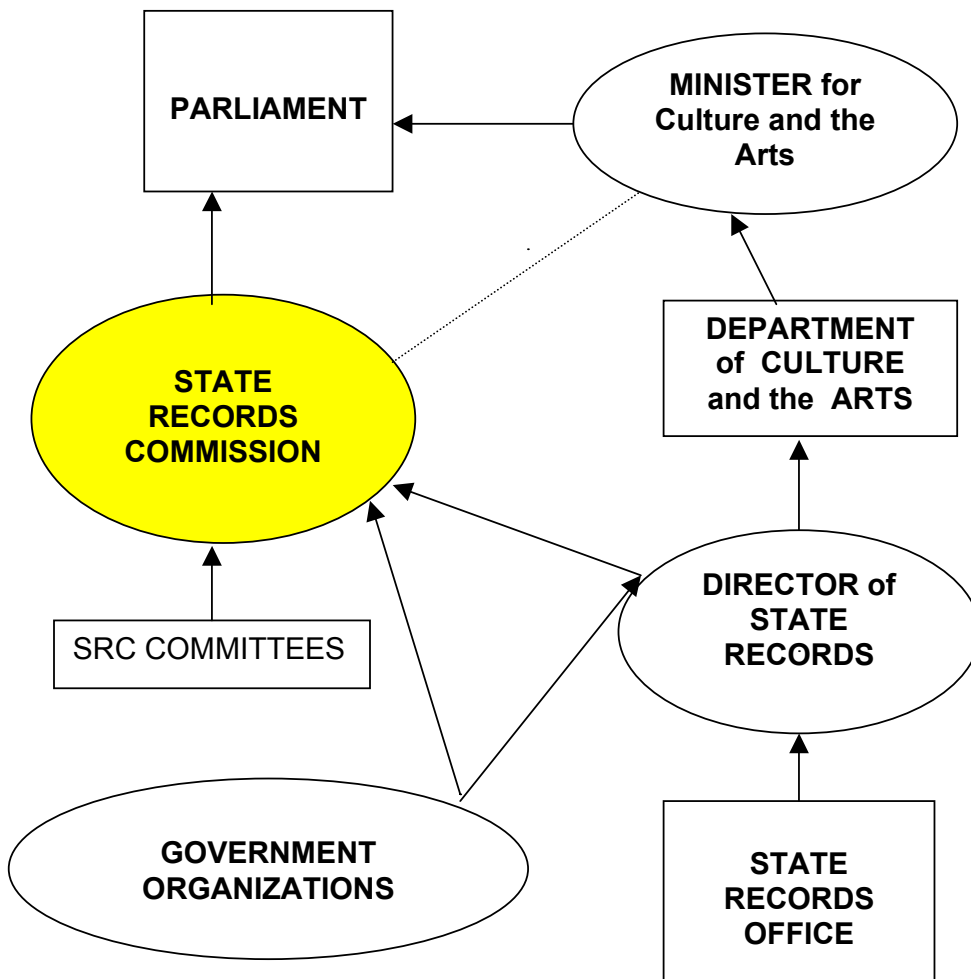 PARLIAMENT
MINISTER for
Culture and the
Arts
STATE
RECORDS
COMMISSION
DEPARTMENT
of CULTURE
and the ARTS
SRC COMMITTEES
DIRECTOR of
STATE
RECORDS
GOVERNMENT
ORGANIZATIONS
STATE
RECORDS
OFFICE